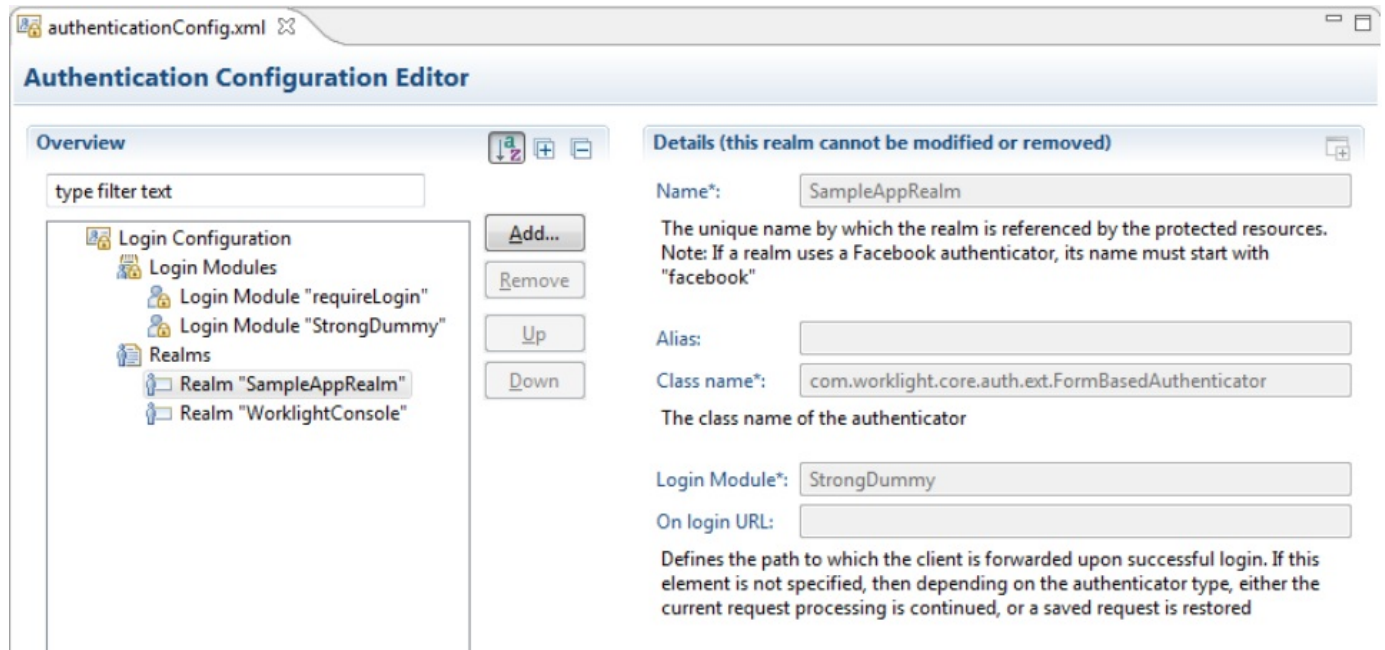 authenticationConfig.xml
Authentication Configuration Editor
Overview
type filter text
Login Configuration
Login Modules
Login Module "requireLogin"
Login Module "StrongDummy"
Realms
Realm "SampleAppRealm"
Realm "WorklightConsole"
Add...
Remove
Up
Down
Details (this realm cannot be modified or removed)
Name*: SampleAppRealm
The unique name by which the realm is referenced by the protected resources.
Note: If a realm uses a Facebook authenticator, its name must start with
"facebook"
Alias:
Class name*: com.worklight.core.auth.ext.FormBasedAuthenticator
The class name of the authenticator
Login Module*: StrongDummy
On login URL:
Defines the path to which the client is forwarded upon successful login. If this
element is not specified, then depending on the authenticator type, either the
current request processing is continued, or a saved request is restored